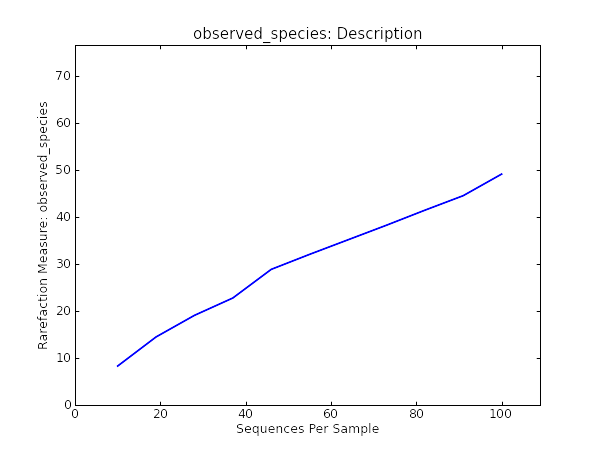 observed_species: Description
Rarefaction Measure: observed_species
70
60
50
40
30
20
10
0
0 20 40 60 80 100
Sequences Per Sample